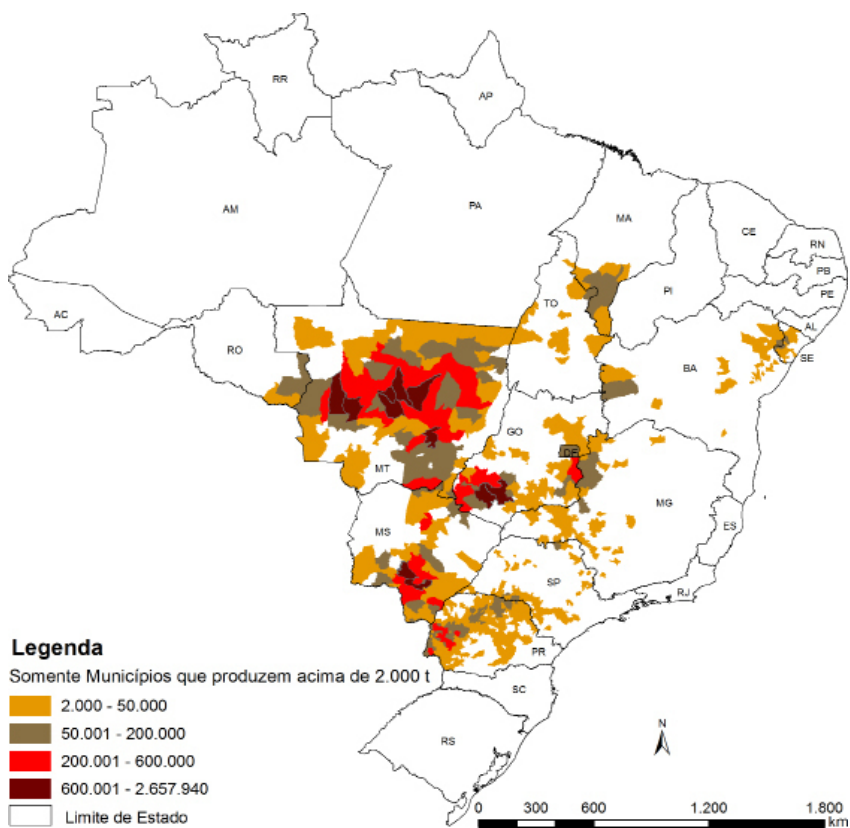 RR
AP
AM
PA
MA
CE
RN
PB
PE
AL
SE
PI
TO
AC
RO
BA
GO
DF
MT
MG
ES
MS
SP
RJ
PR
SC
RS
Legenda
Somente Municípios que produzem acima de 2.000 t
2.000 - 50.000
50.001 - 200.000
200.001 - 600.000
600.001 - 2.657.940
Limite de Estado
N
0 300 600 1.200 1.800
km